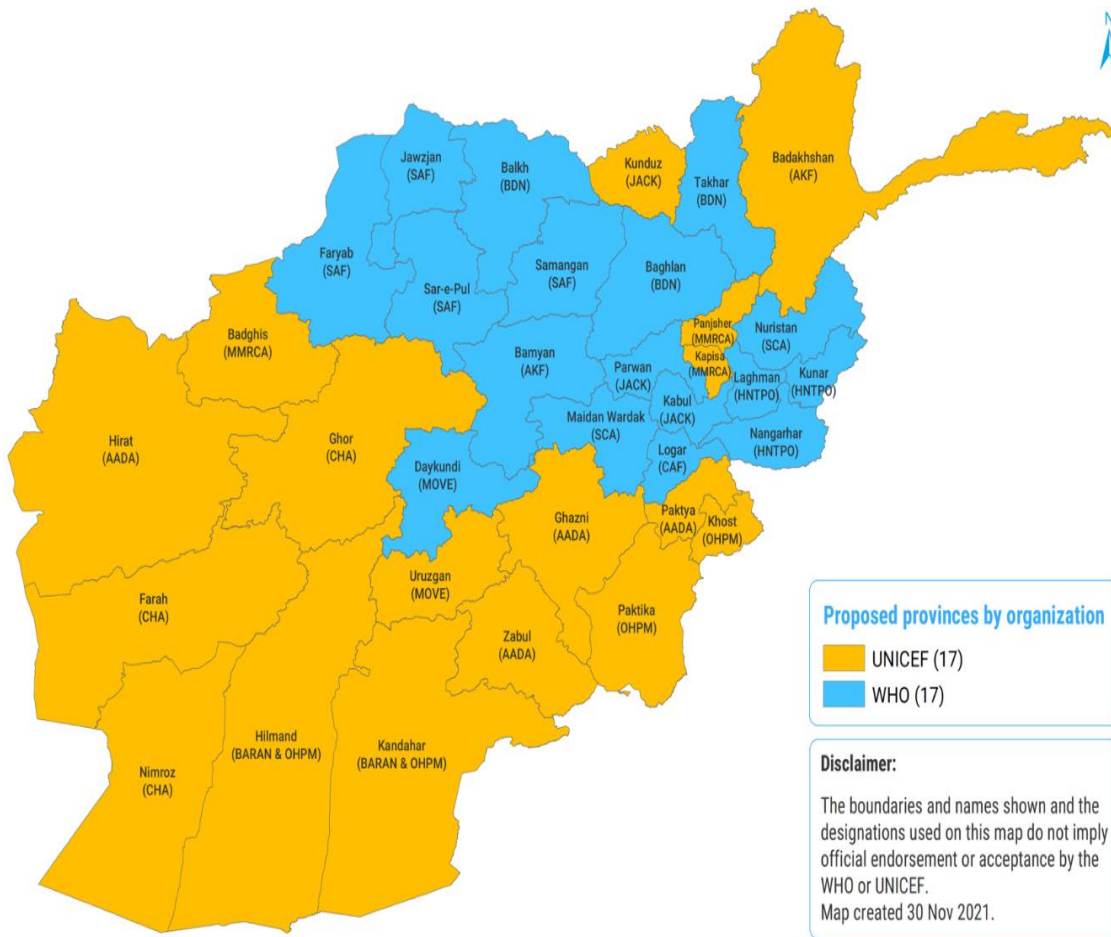 N
Badakhshan
(AKF)
Jawzjan
(SAF)
Balkh
(BDN)
Kunduz
(JACK)
Takhar
(BDN)
Faryab
(SAF)
Samangan
(SAF)
Baghlan
(BDN)
Sar-e-Pul
(SAF)
Badghis
(MMRCA)
Panjsher
(MMRCA)
Nuristan
(SCA)
Kapisa
(MMRCA)
Bamyan
(AKF)
Parwan
(JACK)
Laghman
(HNTPO)
Kunar
(HNTPO)
Kabul
(JACK)
Maidan Wardak
(SCA)
Hirat
(AADA)
Ghor
(CHA)
Nangarhar
(HNTPO)
Logar
(CAF)
Daykundi
(MOVE)
Ghazni
(AADA)
Paktya
(AADA)
Khost
(OHPM)
Uruzgan
(MOVE)
Farah
(CHA)
Paktika
(OHPM)
Zabul
(AADA)
Hilmand
(BARAN & OHPM)
Kandahar
(BARAN & OHPM)
Nimroz
(CHA)
Proposed provinces by organization
UNICEF (17)
WHO (17)
Disclaimer:
The boundaries and names shown and the
designations used on this map do not imply
official endorsement or acceptance by the
WHO or UNICEF.
Map created 30 Nov 2021.